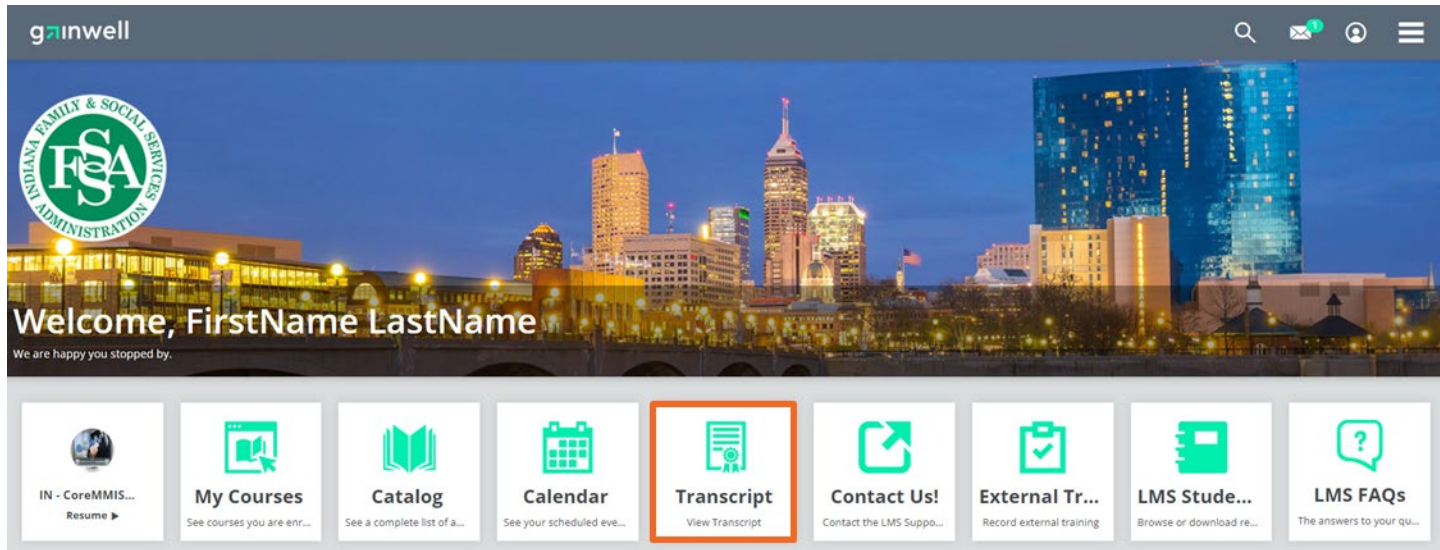 gainwell
1
INDIANA FAMILY & SOCIAL SERVICES ADMINISTRATION
FSSA
Welcome, FirstName LastName
We are happy you stopped by.
IN - CoreMMIS...
Resume ▶
My Courses
See courses you are enr...
Catalog
See a complete list of a...
Calendar
See your scheduled eve...
Transcript
View Transcript
Contact Us!
Contact the LMS Suppo...
External Tr...
Record external training
LMS Stude...
Browse or download re...
?
LMS FAQs
The answers to your qu...